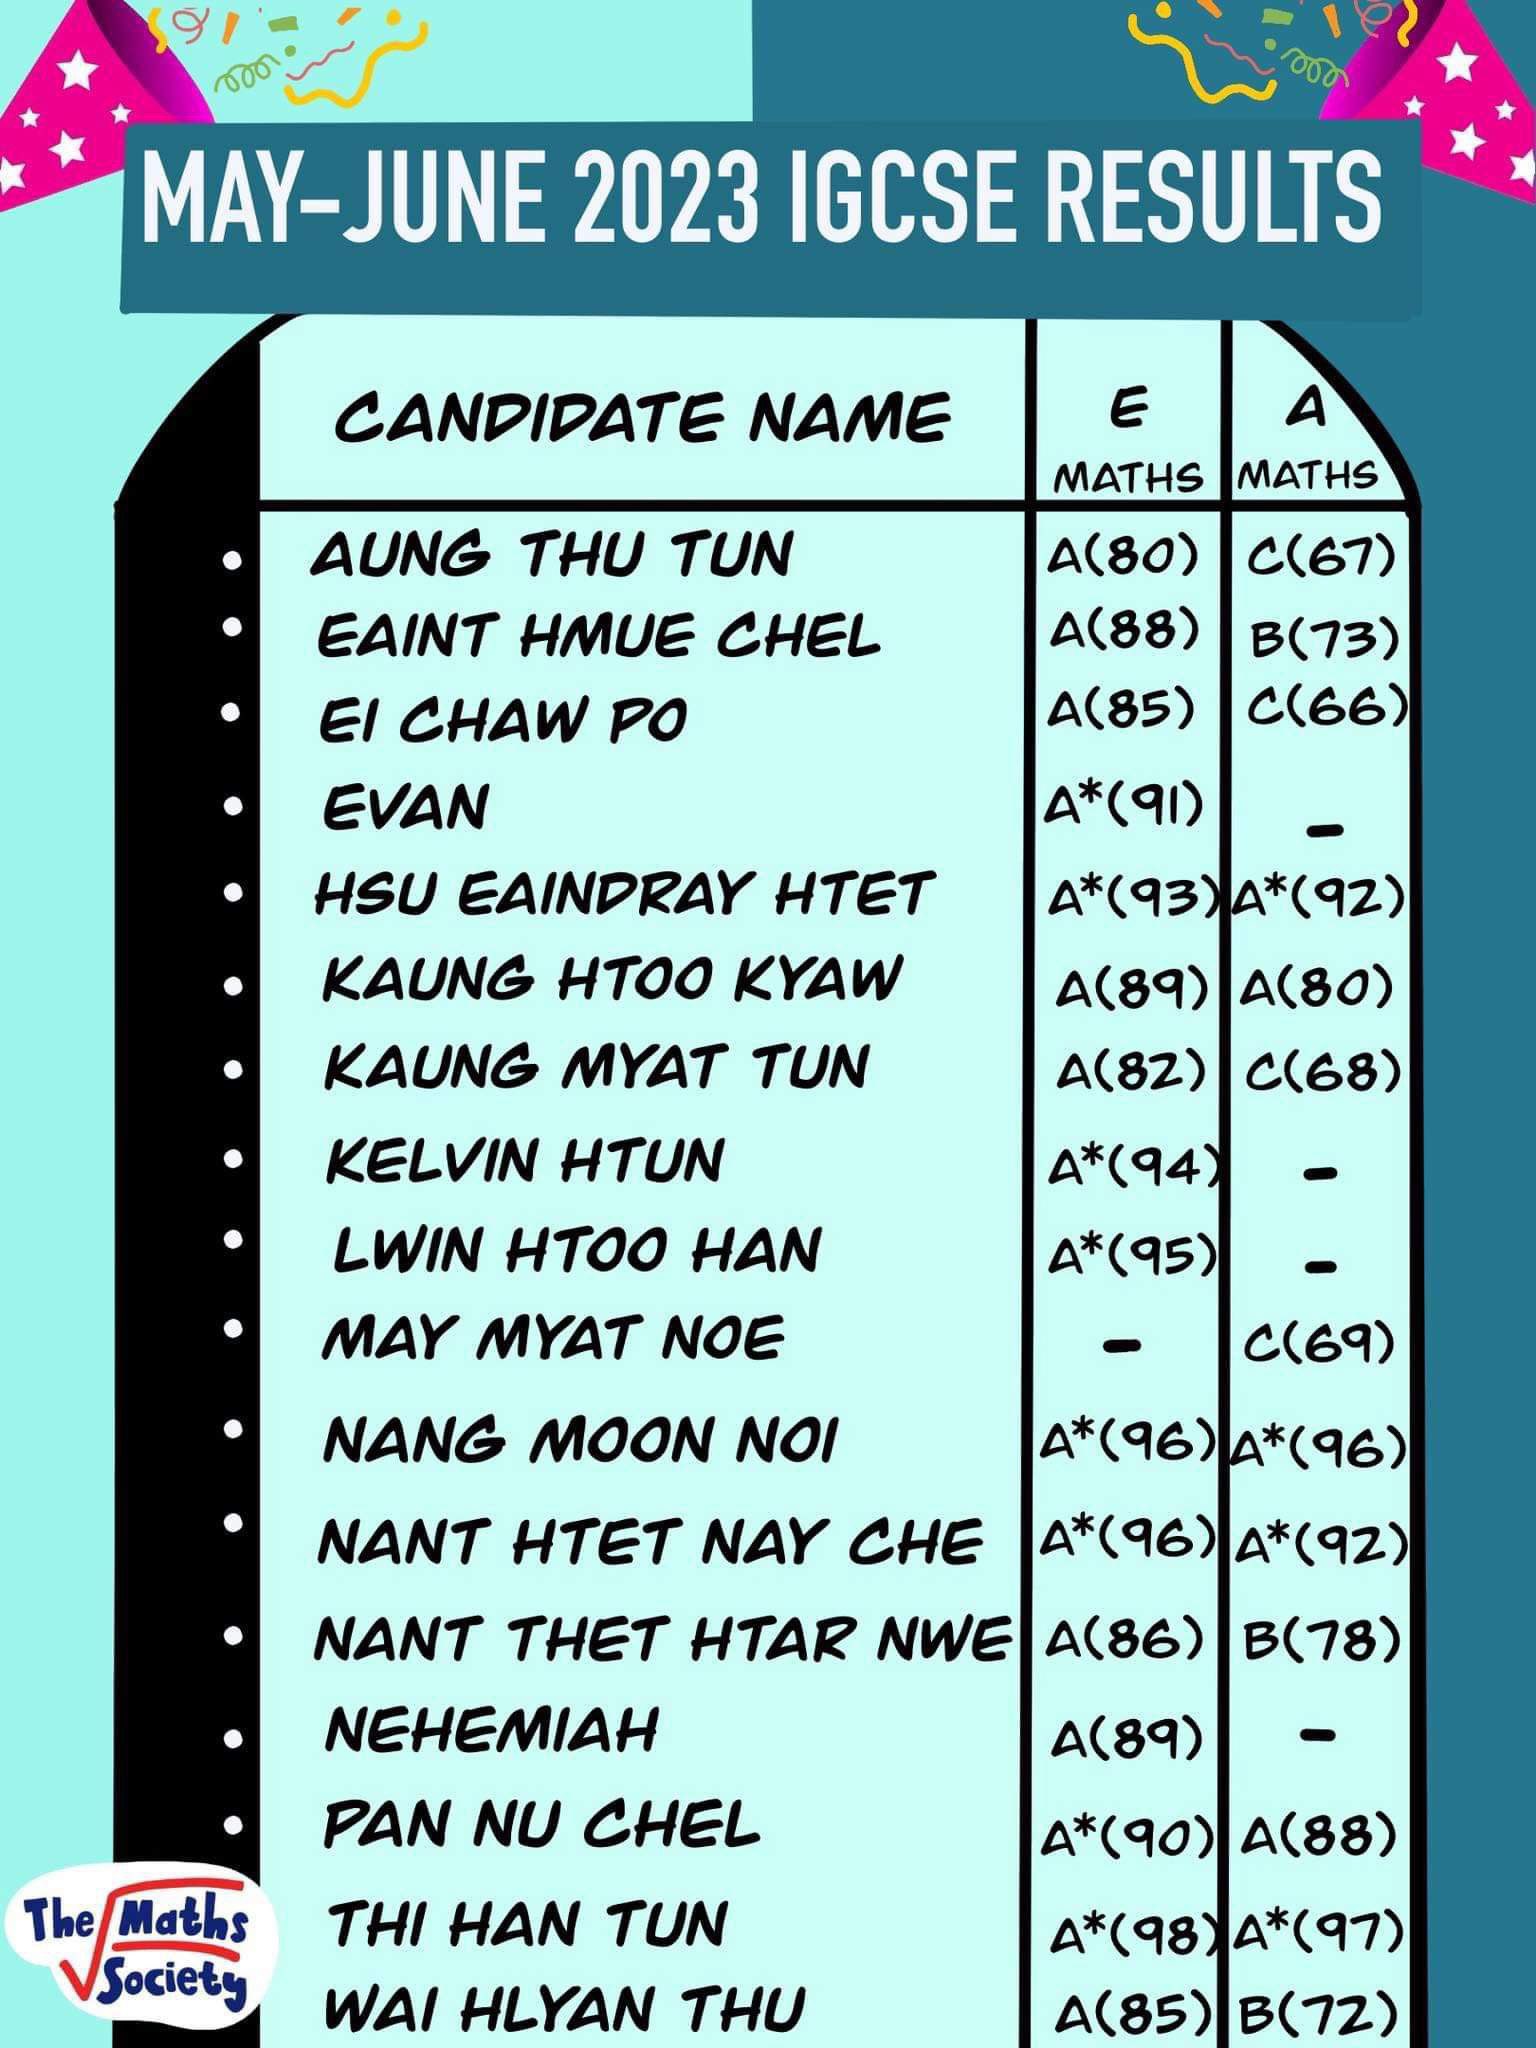 MAY-JUNE 2023 IGCSE RESULTS
CANDIDATE NAME E MATHS A MATHS
AUNG THU TUN A(80) C(67)
EAINT HMUE CHEL A(88) B(73)
EI CHAW PO A(85) C(66)
EVAN A*(91) -
HSU EAINDRAY HTET A*(93) A*(92)
KAUNG HTOO KYAW A(89) A(80)
KAUNG MYAT TUN A(82) C(68)
KELVIN HTUN A*(94) -
LWIN HTOO HAN A*(95) -
MAY MYAT NOE - C(69)
NANG MOON NOI A*(96) A*(96)
NANT HTET NAY CHE A*(96) A*(92)
NANT THET HTAR NWE A(86) B(78)
NEHEMIAH A(89) -
PAN NU CHEL A*(90) A(88)
THI HAN TUN A*(98) A*(97)
WAI HLYAN THU A(85) B(72)
The Maths
Society